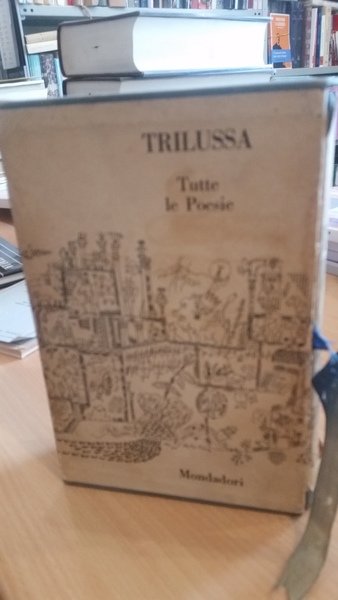 TRILUSSA
Tutte
le Poesie
Mondadori